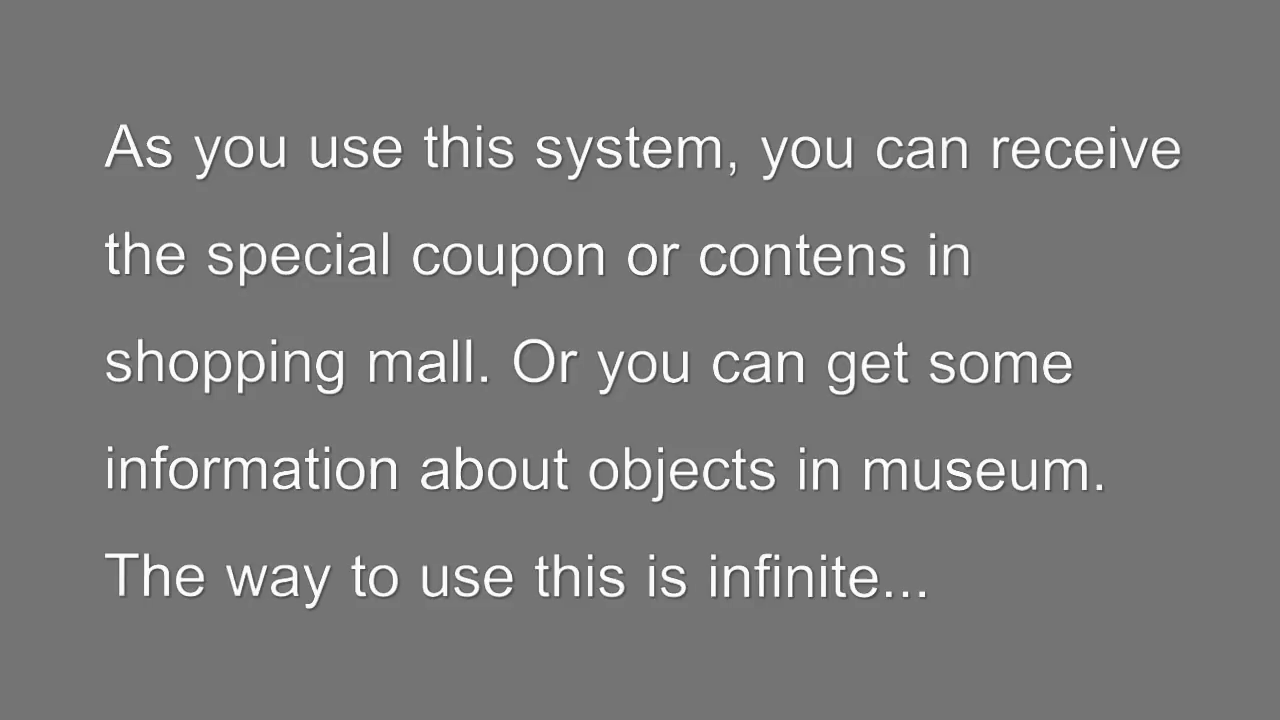 As you use this system, you can receive
the special coupon or contens in
shopping mall. Or you can get some
information about objects in museum.
The way to use this is infinite...